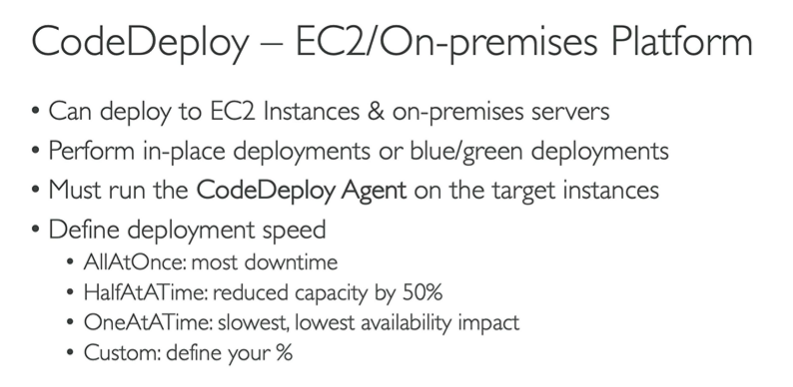 CodeDeploy – EC2/On-premises Platform
• Can deploy to EC2 Instances & on-premises servers
• Perform in-place deployments or blue/green deployments
• Must run the CodeDeploy Agent on the target instances
• Define deployment speed
• AllAtOnce: most downtime
• HalfAtATime: reduced capacity by 50%
• OneAtATime: slowest, lowest availability impact
• Custom: define your %